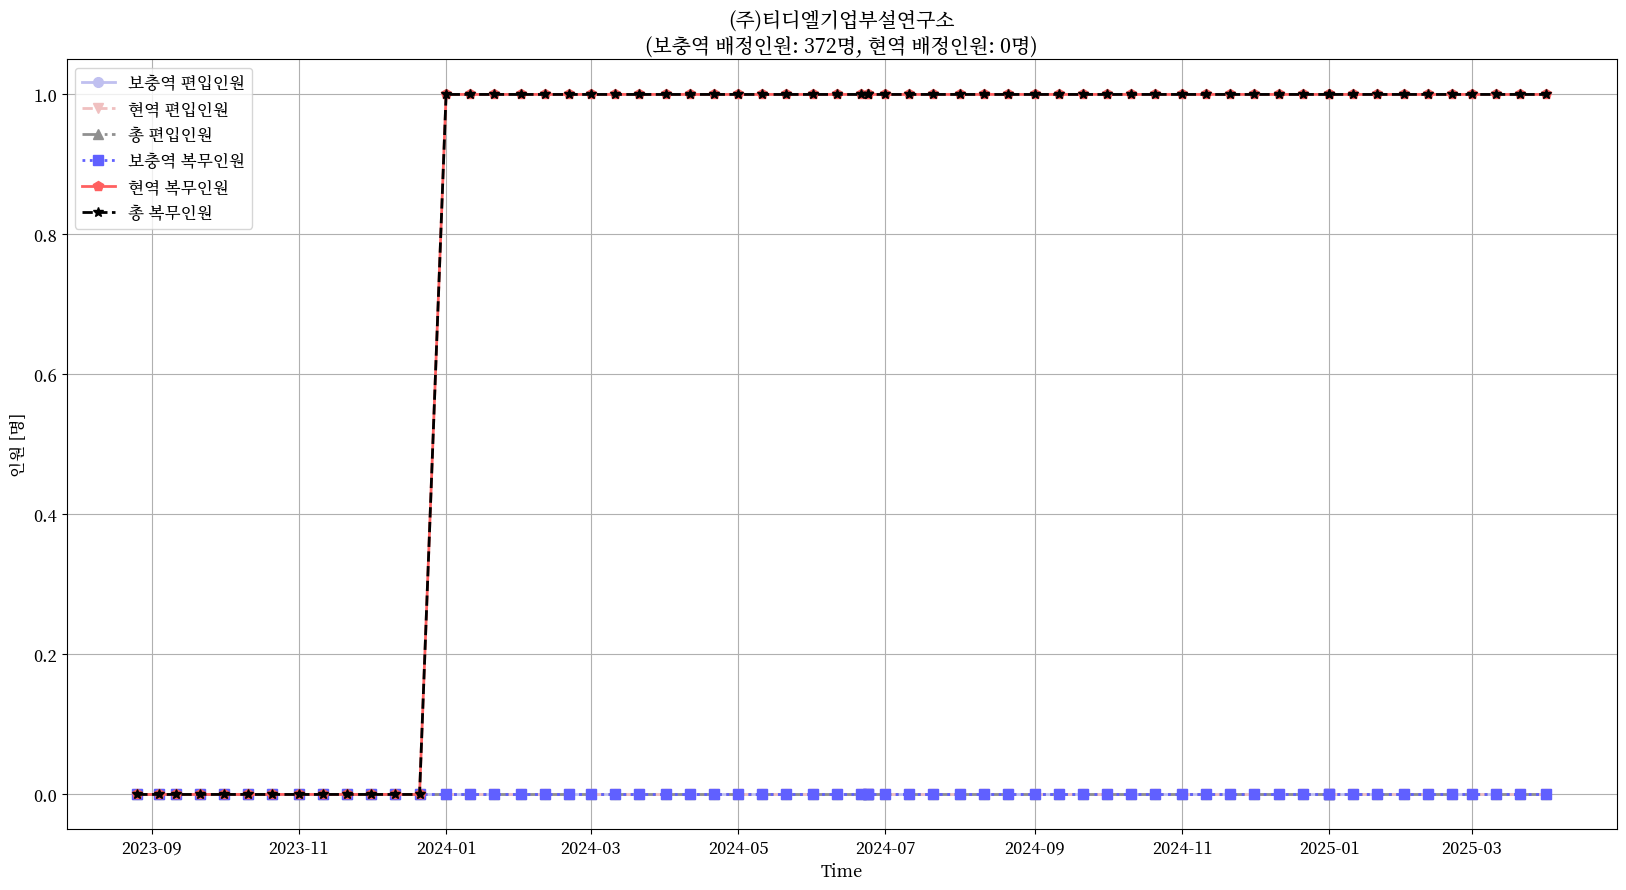 (주)티디엘기업부설연구소
(보충역 배정인원: 372명, 현역 배정인원: 0명)
보충역 편입인원
현역 편입인원
총 편입인원
보충역 복무인원
현역 복무인원
총 복무인원
1.0
0.8
0.6
0.4
0.2
0.0
인원 [명]
2023-09 2023-11 2024-01 2024-03 2024-05 2024-07 2024-09 2024-11 2025-01 2025-03
Time